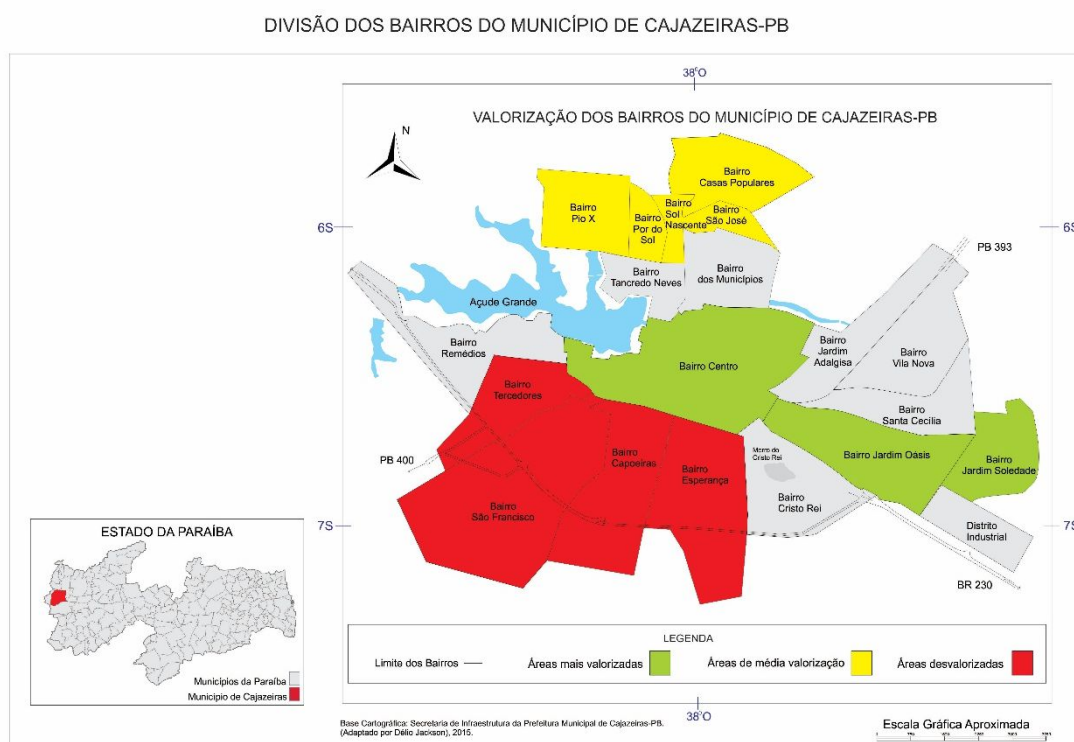 DIVISÃO DOS BAIRROS DO MUNICÍPIO DE CAJAZEIRAS-PB
38°O
VALORIZAÇÃO DOS BAIRROS DO MUNICÍPIO DE CAJAZEIRAS-PB
N
Bairro
Casas Populares
Bairro
Pio X
Bairro
Por do
Sol
Bairro
Sol
Nascente
Bairro
São José
6S
6S
PB 393
Bairro
Tancredo Neves
Bairro
dos Municípios
Açude Grande
Bairro
Remédios
Bairro
Jardim
Adalgisa
Bairro
Vila Nova
Bairro Centro
Bairro
Tercedores
Bairro
Santa Cecília
PB 400
Bairro
Capoeiras
Bairro
Esperança
Morro do
Cristo Rei
Bairro Jardim Oásis
Bairro
Jardim Soledade
Bairro
São Francisco
Bairro
Cristo Rei
7S
7S
Distrito
Industrial
BR 230
ESTADO DA PARAÍBA
Municípios da Paraíba
Município de Cajazeiras
LEGENDA
Limite dos Bairros
Áreas mais valorizadas
Áreas de média valorização
Áreas desvalorizadas
38°O
Base Cartográfica: Secretaria de Infraestrutura da Prefeitura Municipal de Cajazeiras-PB.
(Adaptado por Délio Jackson), 2015.
Escala Gráfica Aproximada